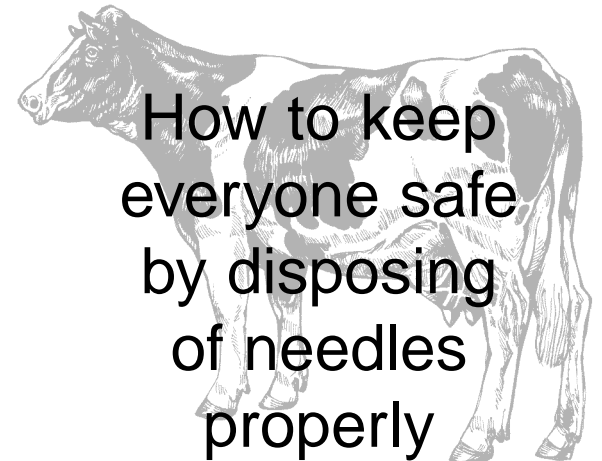 How to keep
everyone safe
by disposing
of needles
properly